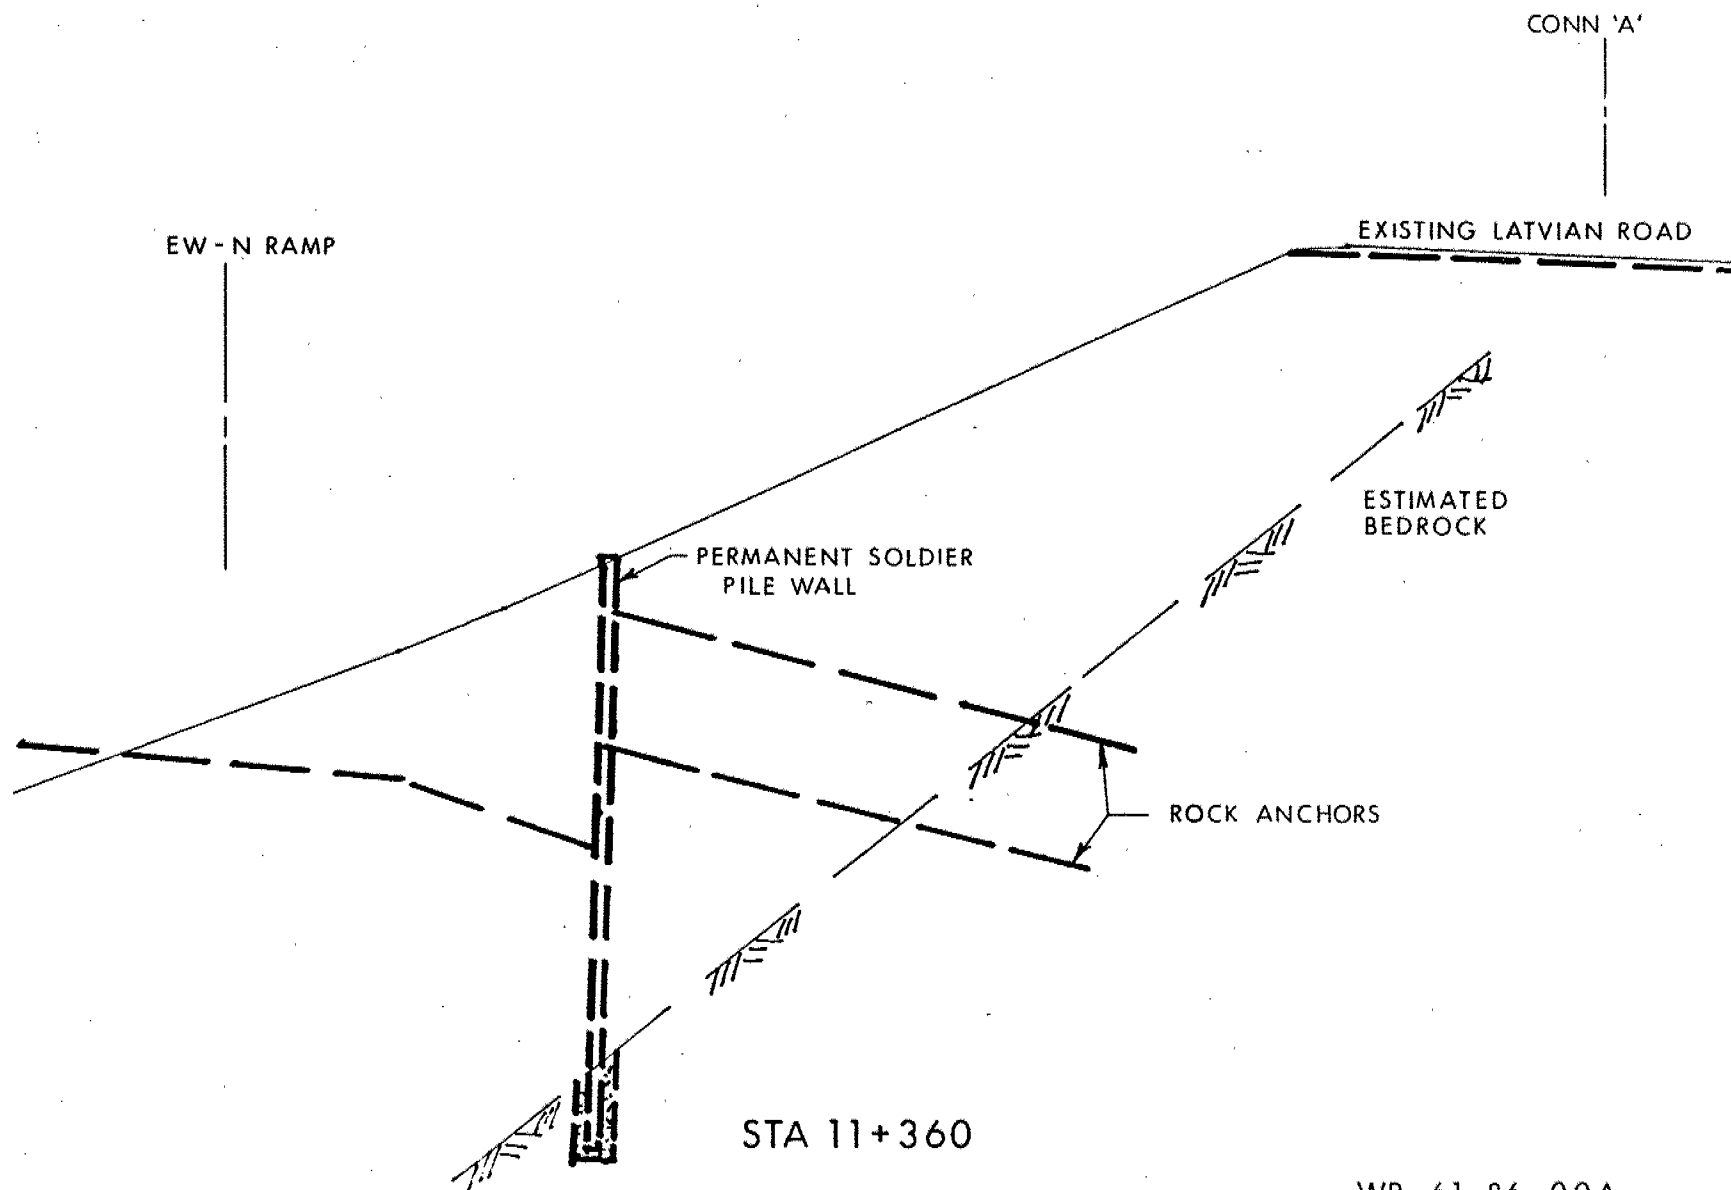 CONN 'A'
EW-N RAMP
EXISTING LATVIAN ROAD
ESTIMATED
BEDROCK
PERMANENT SOLDIER
PILE WALL
ROCK ANCHORS
STA 11+360